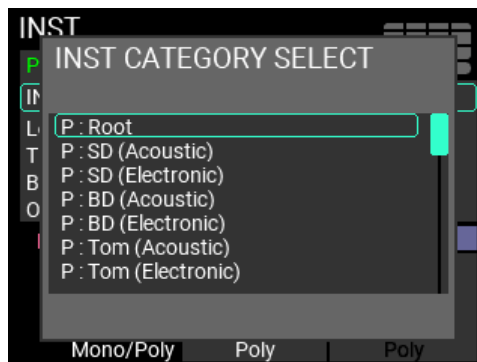 INST
INST CATEGORY SELECT
P
IN
L
T
B
O
P : Root
P : SD (Acoustic)
P : SD (Electronic)
P : BD (Acoustic)
P : BD (Electronic)
P : Tom (Acoustic)
P : Tom (Electronic)
Mono/Poly Poly Poly